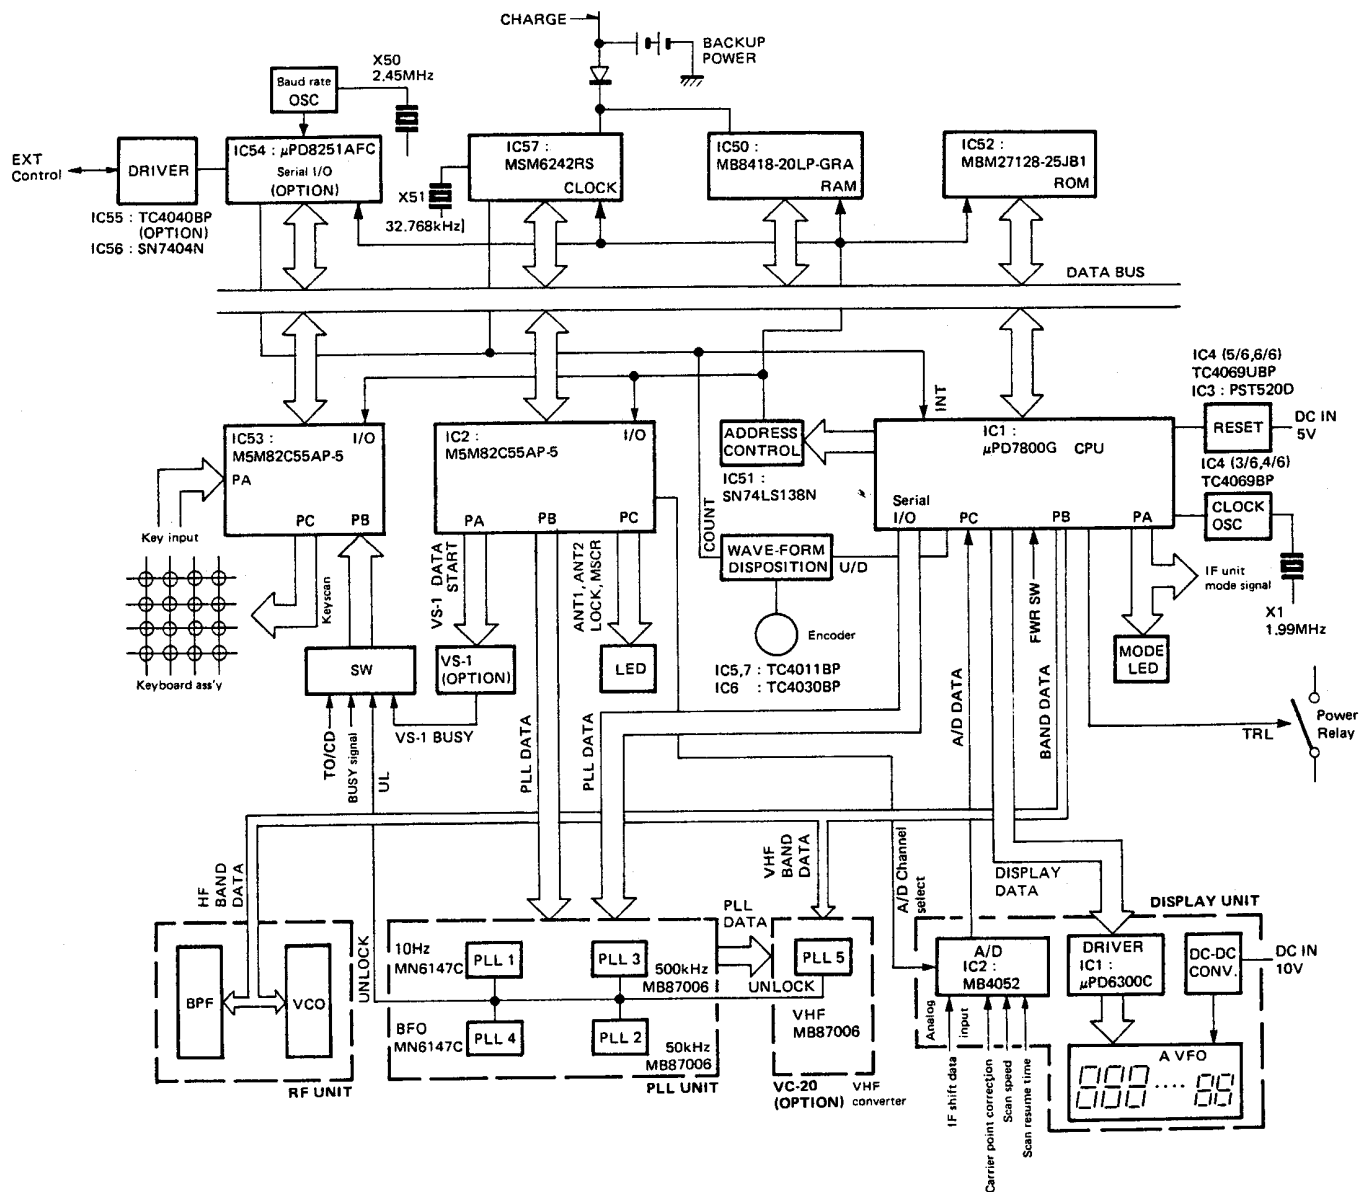 CHARGE
BACKUP
POWER
X50
2.45MHz
Baud rate
OSC
EXT
Control
DRIVER
IC54 : µPD8251AFC
Serial I/O
(OPTION)
IC55 : TC4040BP
(OPTION)
IC56 : SN7404N
X51
32.768kHz
IC57 :
MSM6242RS
CLOCK
IC50 :
MB8418-20LP-GRA
RAM
IC52 :
MBM27128-25JB1
ROM
DATA BUS
IC53 :
M5M82C55AP-5
I/O
PA
PC
PB
IC2 :
M5M82C55AP-5
I/O
PA
PB
PC
ADDRESS
CONTROL
IC51 :
SN74LS138N
INT
IC1 :
µPD7800G CPU
Serial
I/O
PC
PB
PA
IC4 (5/6,6/6)
TC4069UBP
IC3 : PST520D
RESET
DC IN
5V
IC4 (3/6,4/6)
TC4069BP
CLOCK
OSC
X1
1.99MHz
Key input
Keyscan
Keyboard ass'y
SW
TO/CD
BUSY signal
UL
VS-1 DATA
START
VS-1
(OPTION)
VS-1 BUSY
ANT1, ANT2
LOCK, MSCR
LED
COUNT
WAVE-FORM
DISPOSITION
U/D
Encoder
IC5,7 : TC4011BP
IC6 : TC4030BP
PWR SW
IF unit
mode signal
MODE
LED
TRL
Power
Relay
PLL DATA
PLL DATA
A/D DATA
BAND DATA
HF
BAND
DATA
VHF
BAND
DATA
A/D Channel
select
DISPLAY
DATA
BPF
VCO
RF UNIT
UNLOCK
10Hz
MN6147C
PLL 1
PLL 3
500kHz
MB87006
BFO
MN6147C
PLL 4
PLL 2
50kHz
MB87006
PLL UNIT
PLL
DATA
UNLOCK
PLL 5
VHF
MB87006
VC-20
(OPTION)
VHF
converter
DISPLAY UNIT
A/D
IC2 :
MB4052
Analog
input
DRIVER
IC1 :
µPD6300C
DC-DC
CONV.
DC IN
10V
A VFO
IF shift data
Carrier point correction
Scan speed
Scan resume time